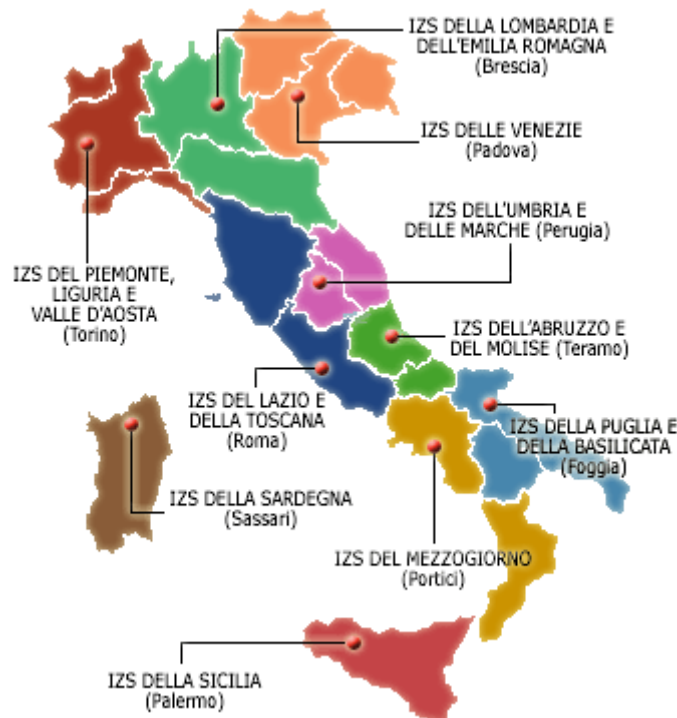 IZS DELLA LOMBARDIA E
DELL'EMILIA ROMAGNA
(Brescia)
IZS DELLE VENEZIE
(Padova)
IZS DELL'UMBRIA E
DELLE MARCHE (Perugia)
IZS DEL PIEMONTE,
LIGURIA E
VALLE D'AOSTA
(Torino)
IZS DELL'ABRUZZO E
DEL MOLISE (Teramo)
IZS DEL LAZIO E
DELLA TOSCANA
(Roma)
IZS DELLA PUGLIA E
DELLA BASILICATA
(Foggia)
IZS DELLA SARDEGNA
(Sassari)
IZS DEL MEZZOGIORNO
(Portici)
IZS DELLA SICILIA
(Palermo)